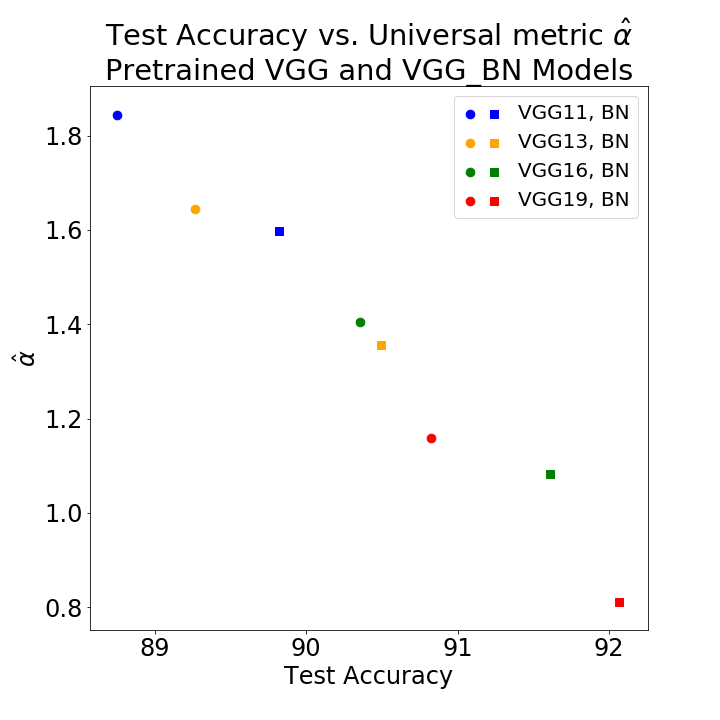 Test Accuracy vs. Universal metric α̂
Pretrained VGG and VGG_BN Models
VGG11, BN
VGG13, BN
VGG16, BN
VGG19, BN
α̂
1.8
1.6
1.4
1.2
1.0
0.8
89 90 91 92
Test Accuracy